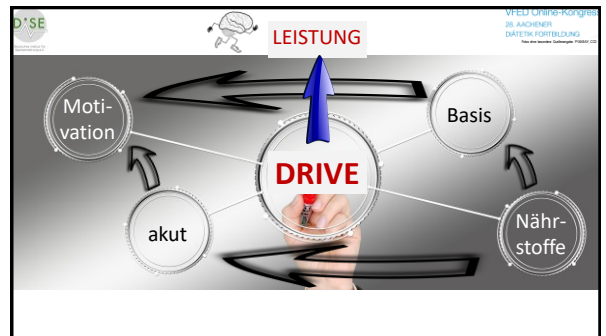 D*SE
VFED Online-Kongress
28. AACHENER
DIÄTETIK FORTBILDUNG
LEISTUNG
Moti-
vation
Basis
DRIVE
akut
Nähr-
stoffe